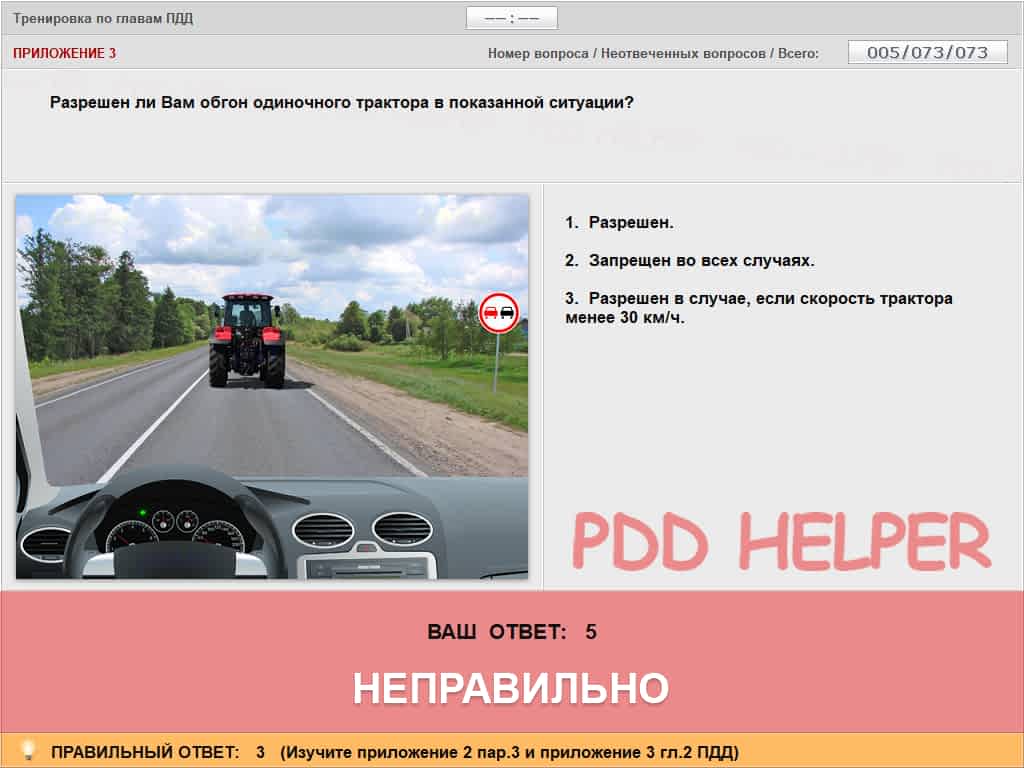 Тренировка по главам ПДД
—— : ——
ПРИЛОЖЕНИЕ 3
Номер вопроса / Неотвеченных вопросов / Всего:
005/073/073
Разрешен ли Вам обгон одиночного трактора в показанной ситуации?
1. Разрешен.
2. Запрещен во всех случаях.
3. Разрешен в случае, если скорость трактора
менее 30 км/ч.
PDD HELPER
ВАШ ОТВЕТ: 5
НЕПРАВИЛЬНО
ПРАВИЛЬНЫЙ ОТВЕТ: 3 (Изучите приложение 2 пар.3 и приложение 3 гл.2 ПДД)